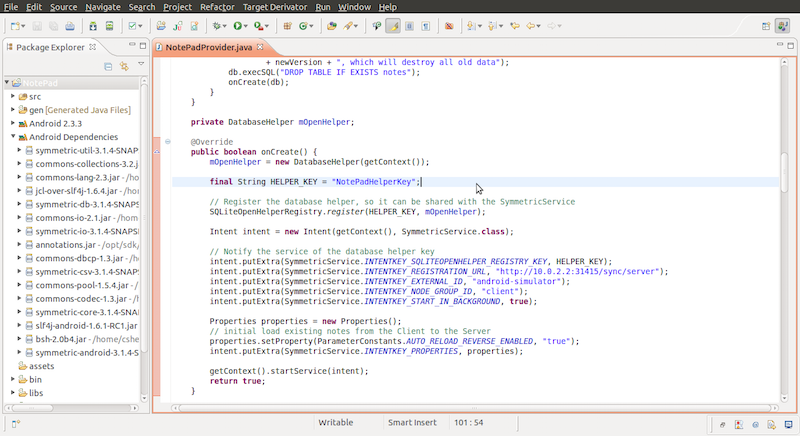 File Edit Source Refactor Navigate Search Project Refactor Target Derivator Run Window Help
Package Explorer
NotePad
src
gen [Generated Java Files]
Android 2.3.3
Android Dependencies
symmetric-util-3.1.4-SNAPS
commons-collections-3.2.j
commons-lang-2.3.jar - /ho
jcl-over-slf4j-1.6.4.jar - /ho
symmetric-db-3.1.4-SNAPS
commons-io-2.1.jar - /home
symmetric-io-3.1.4-SNAPSH
annotations.jar - /opt/sdk/
commons-dbcp-1.3.jar - /h
symmetric-csv-3.1.4-SNAPS
commons-pool-1.5.4.jar - /
commons-codec-1.3.jar - /h
symmetric-core-3.1.4-SNAP
slf4j-android-1.6.1-RC1.jar -
bsh-2.0b4.jar - /home/cshe
symmetric-android-3.1.4-S
assets
bin
libs
NotePadProvider.java
+ newVersion + ", which will destroy all old data");
db.execSQL("DROP TABLE IF EXISTS notes");
onCreate(db);
}
}
private DatabaseHelper mOpenHelper;
@Override
public boolean onCreate() {
mOpenHelper = new DatabaseHelper(getContext());
final String HELPER_KEY = "NotePadHelperKey";
// Register the database helper, so it can be shared with the SymmetricService
SQLiteOpenHelperRegistry.register(HELPER_KEY, mOpenHelper);
Intent intent = new Intent(getContext(), SymmetricService.class);
// Notify the service of the database helper key
intent.putExtra(SymmetricService.INTENTKEY_SQLITEOPENHELPER_REGISTRY_KEY, HELPER_KEY);
intent.putExtra(SymmetricService.INTENTKEY_REGISTRATION_URL, "http://10.0.2.2:31415/sync/server");
intent.putExtra(SymmetricService.INTENTKEY_EXTERNAL_ID, "android-simulator");
intent.putExtra(SymmetricService.INTENTKEY_NODE_GROUP_ID, "client");
intent.putExtra(SymmetricService.INTENTKEY_START_IN_BACKGROUND, true);
Properties properties = new Properties();
// initial load existing notes from the Client to the Server
properties.setProperty(ParameterConstants.AUTO_RELOAD_REVERSE_ENABLED, "true");
intent.putExtra(SymmetricService.INTENTKEY_PROPERTIES, properties);
getContext().startService(intent);
return true;
}
Writable Smart Insert 101 : 54